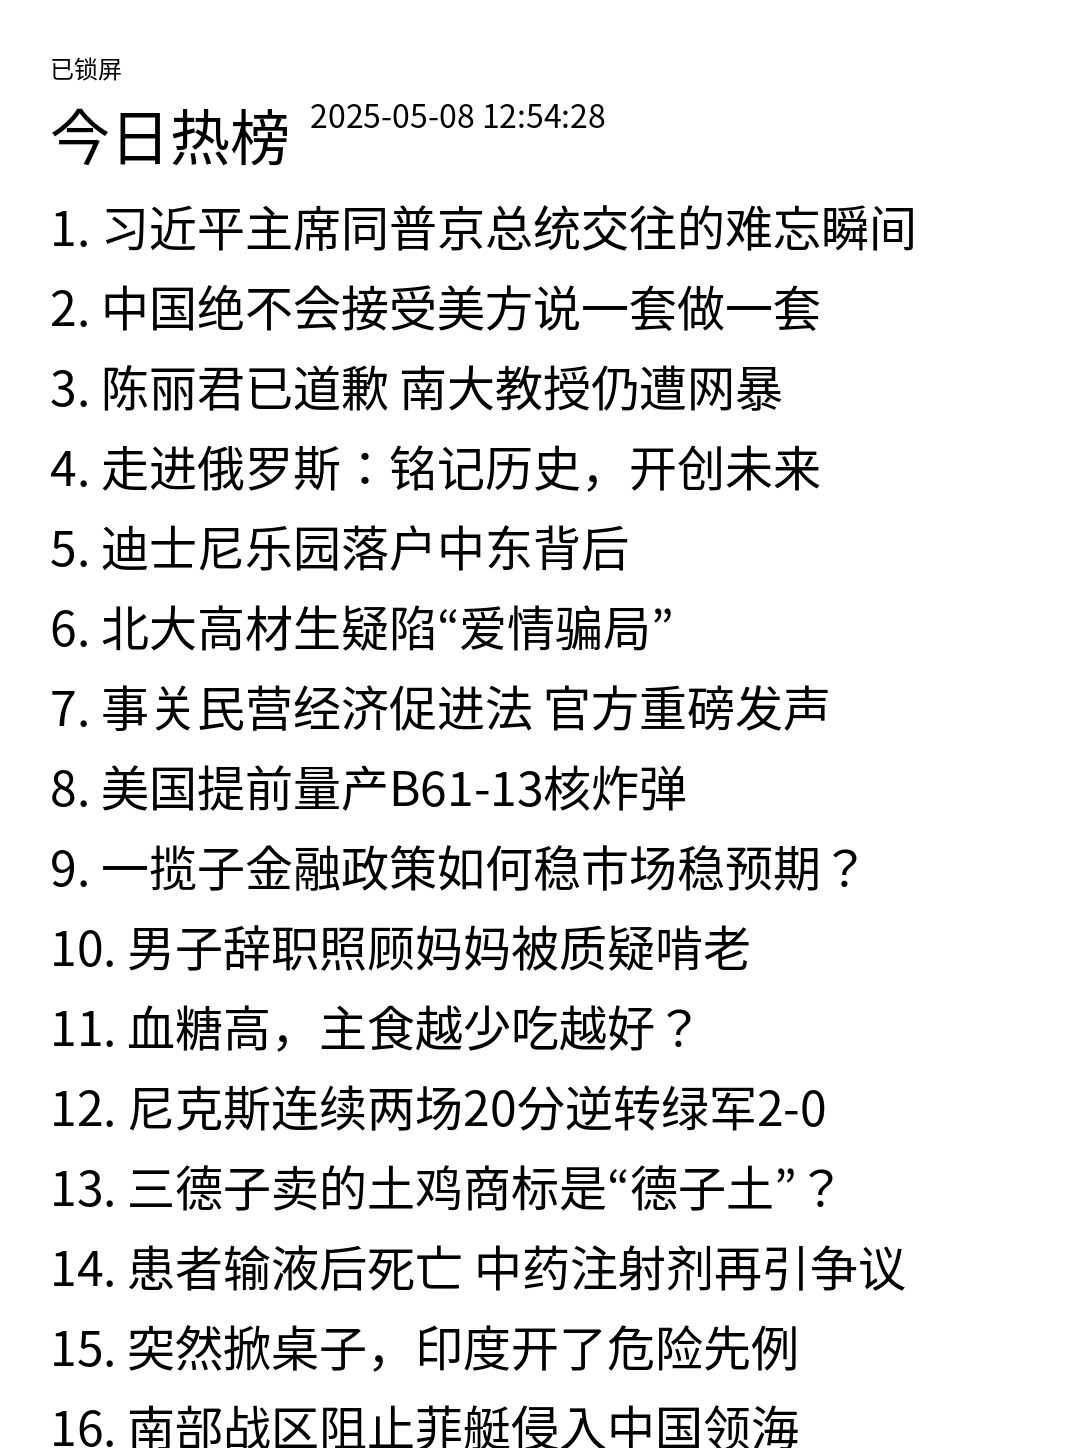 已锁屏
今日热榜 2025-05-08 12:54:28
1. 习近平主席同普京总统交往的难忘瞬间
2. 中国绝不会接受美方说一套做一套
3. 陈丽君已道歉 南大教授仍遭网暴
4. 走进俄罗斯：铭记历史，开创未来
5. 迪士尼乐园落户中东背后
6. 北大高材生疑陷“爱情骗局”
7. 事关民营经济促进法 官方重磅发声
8. 美国提前量产B61-13核炸弹
9. 一揽子金融政策如何稳市场稳预期？
10. 男子辞职照顾妈妈被质疑啃老
11. 血糖高，主食越少吃越好？
12. 尼克斯连续两场20分逆转绿军2-0
13. 三德子卖的土鸡商标是“德子土”？
14. 患者输液后死亡 中药注射剂再引争议
15. 突然掀桌子，印度开了危险先例
16. 南部战区阻止菲艇侵入中国领海